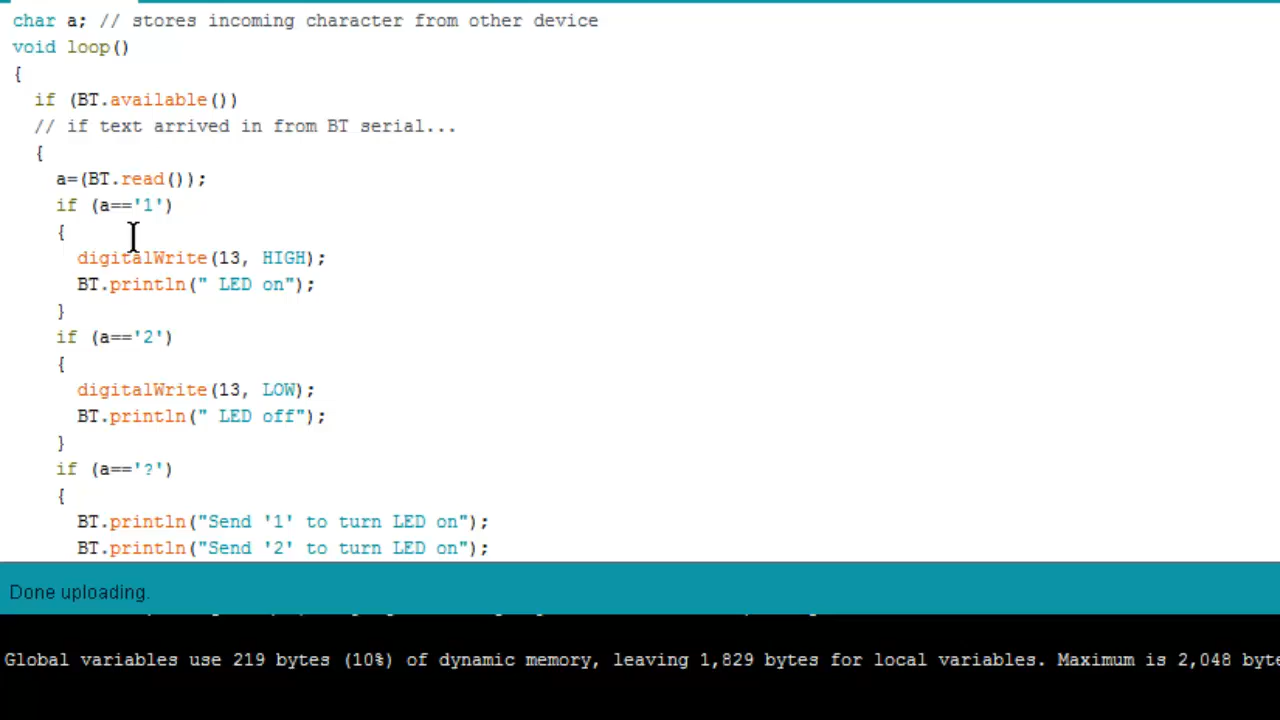 char a; // stores incoming character from other device
void loop()
{
if (BT.available())
// if text arrived in from BT serial...
{
a=(BT.read());
if (a=='1')
{
digitalWrite(13, HIGH);
BT.println(" LED on");
}
if (a=='2')
{
digitalWrite(13, LOW);
BT.println(" LED off");
}
if (a=='?')
{
BT.println("Send '1' to turn LED on");
BT.println("Send '2' to turn LED on");
Done uploading.
Global variables use 219 bytes (10%) of dynamic memory, leaving 1,829 bytes for local variables. Maximum is 2,048 byte